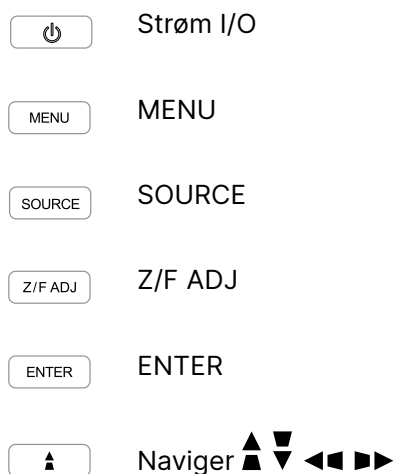 Strøm I/O
MENU MENU
SOURCE SOURCE
Z/F ADJ Z/F ADJ
ENTER ENTER
Naviger